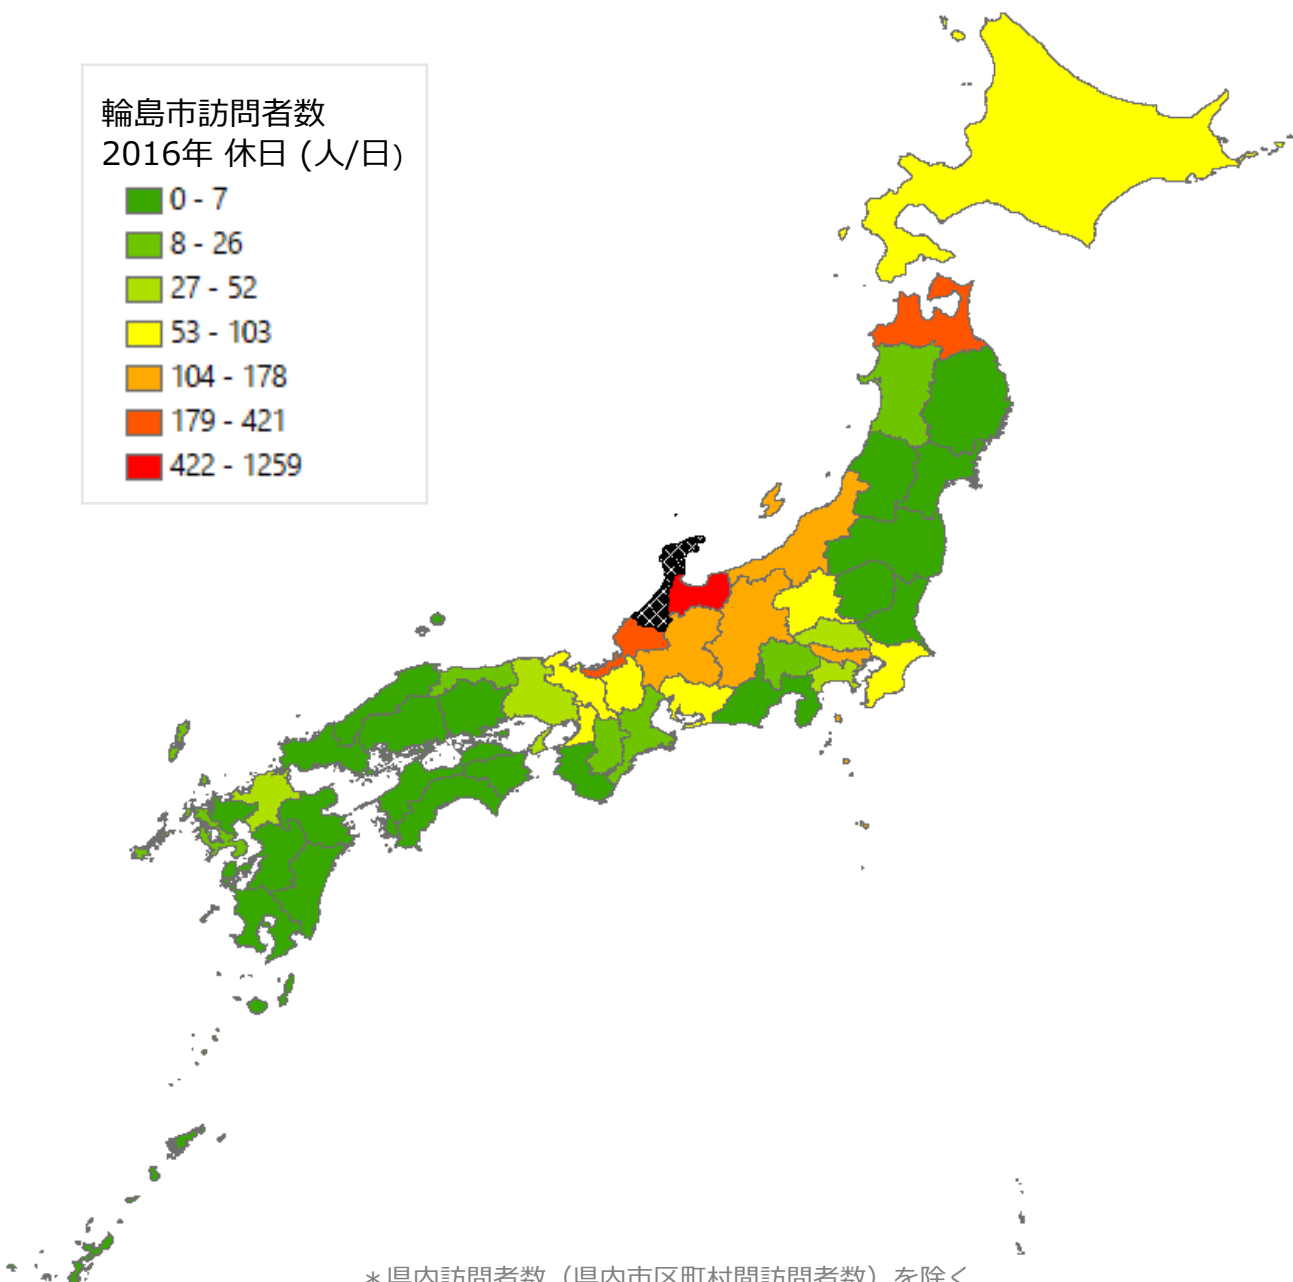 輪島市訪問者数
2016年 休日 (人/日)
0 - 7
8 - 26
27 - 52
53 - 103
104 - 178
179 - 421
422 - 1259
＊県内訪問者数（県内市区町村間訪問者数）を除く